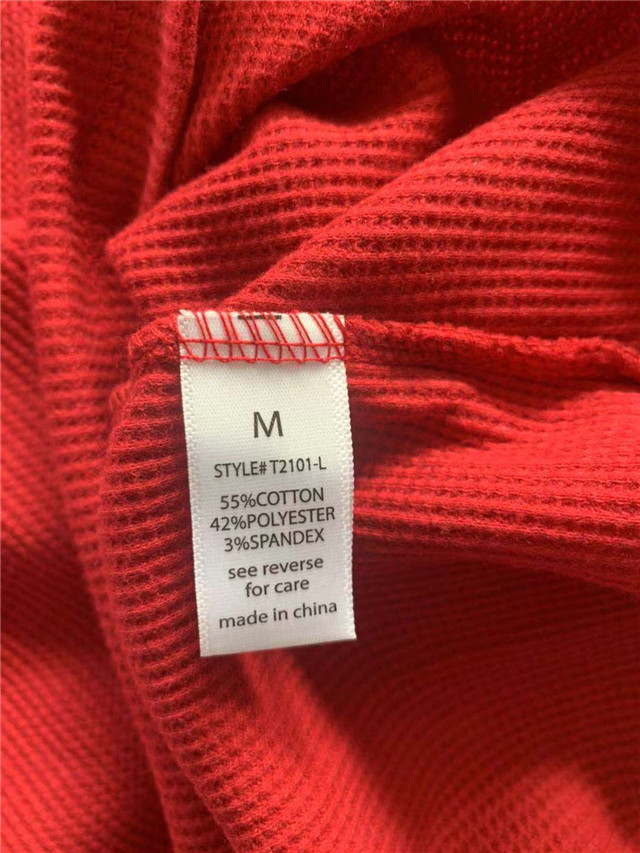 M
STYLE# T2101-L
55%COTTON
42%POLYESTER
3%SPANDEX
see reverse
for care
made in china